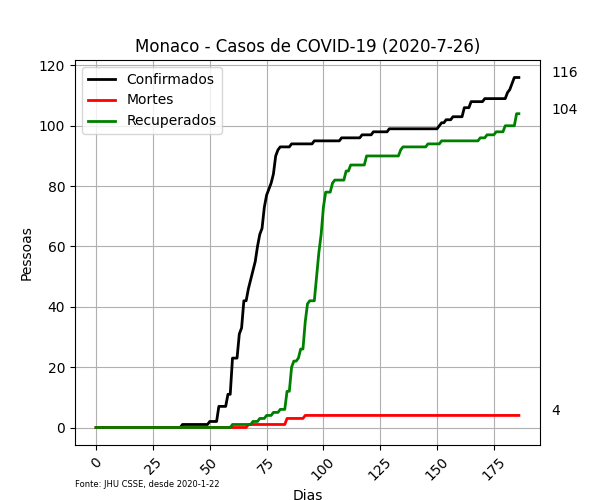 Monaco - Casos de COVID-19 (2020-7-26)
Confirmados
Mortes
Recuperados
116
104
4
Pessoas
120
100
80
60
40
20
0
0 25 50 75 100 125 150 175
Dias
Fonte: JHU CSSE, desde 2020-1-22